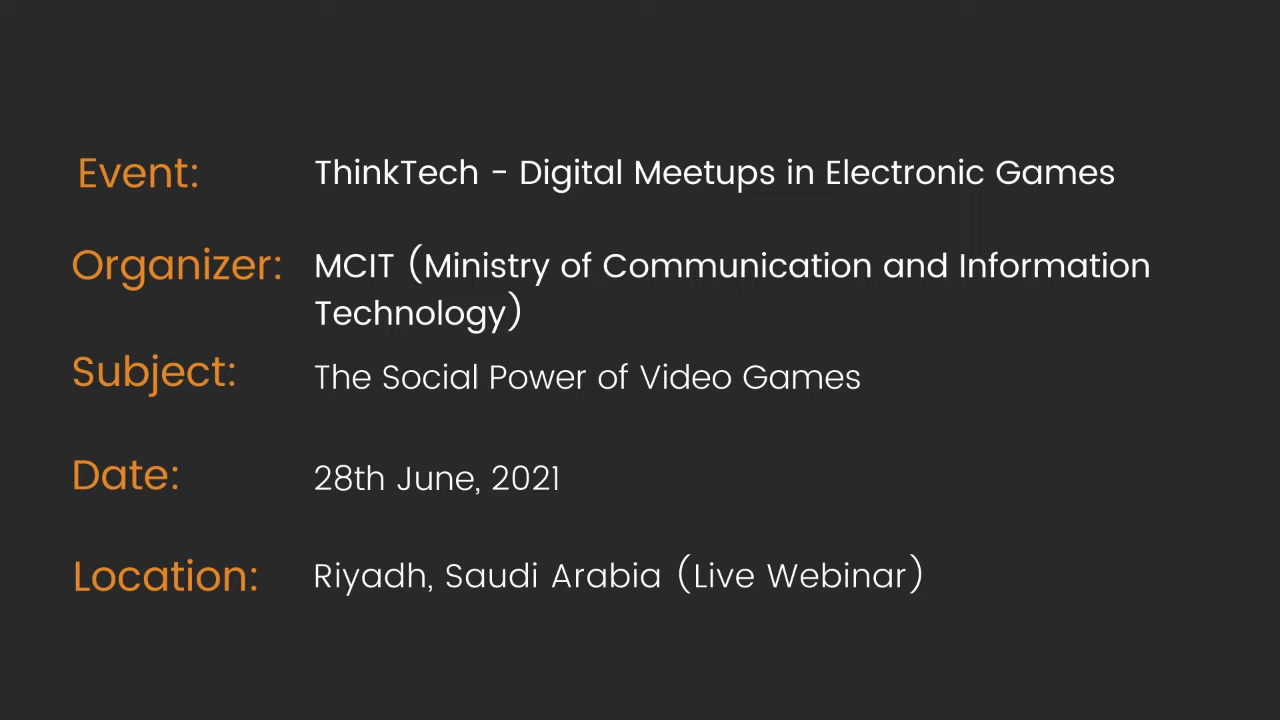 Event: ThinkTech - Digital Meetups in Electronic Games
Organizer: MCIT (Ministry of Communication and Information
Technology)
Subject: The Social Power of Video Games
Date: 28th June, 2021
Location: Riyadh, Saudi Arabia (Live Webinar)